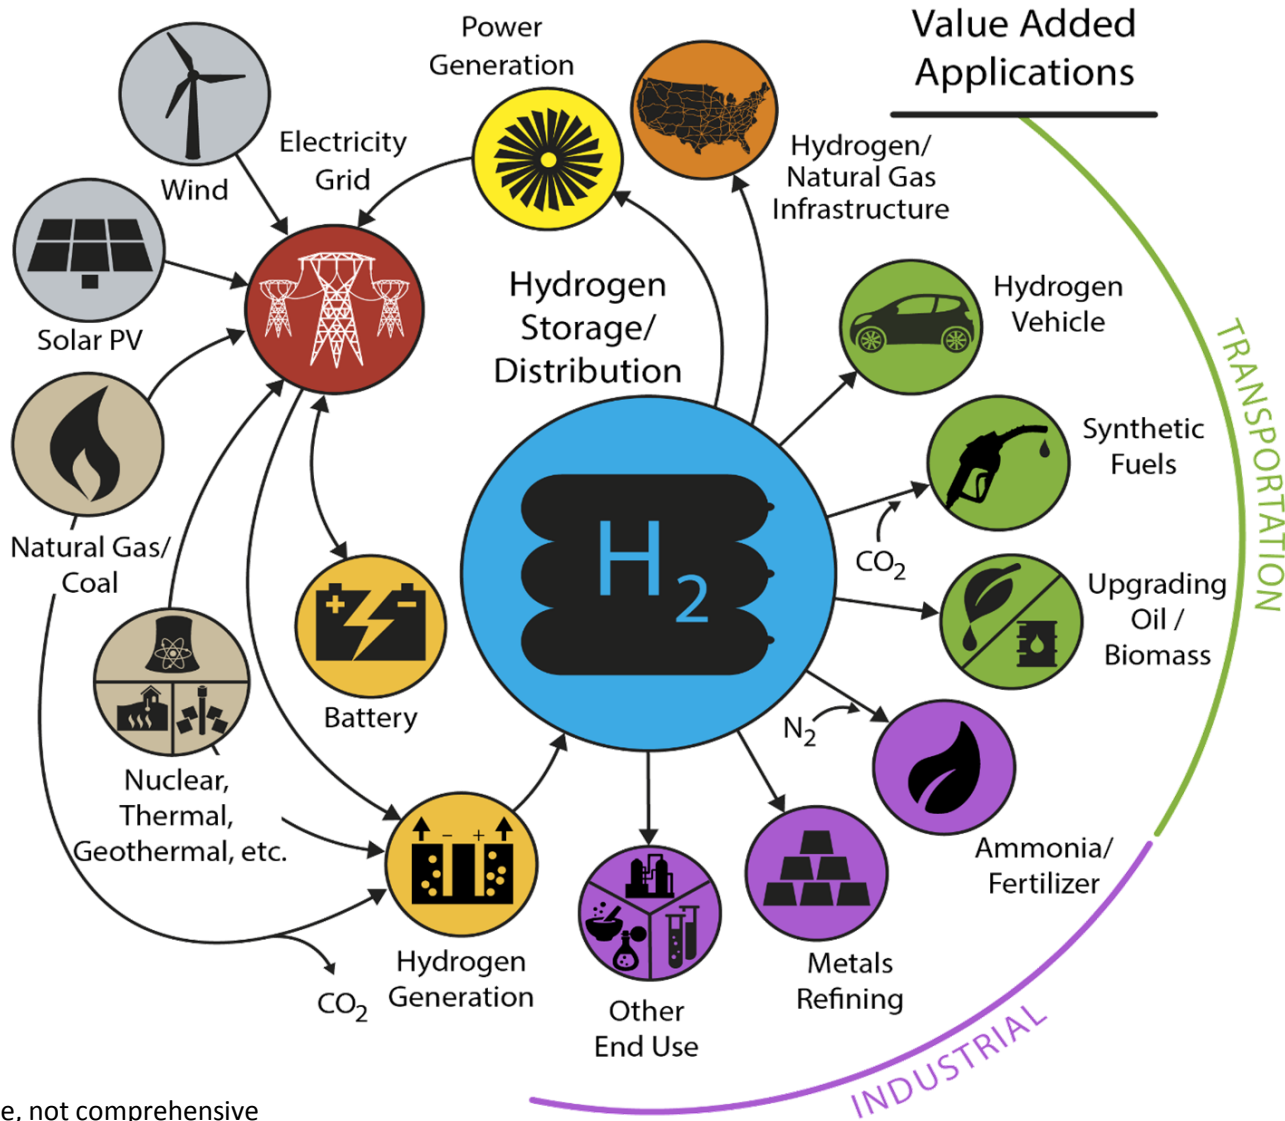 Value Added
Applications
Power
Generation
Electricity
Grid
Wind
Hydrogen/
Natural Gas
Infrastructure
Solar PV
Hydrogen
Storage/
Distribution
Hydrogen
Vehicle
TRANSPORTATION
Synthetic
Fuels
H2
CO2
Natural Gas/
Coal
Upgrading
Oil /
Biomass
+ −
Battery
N2
Nuclear,
Thermal,
Geothermal, etc.
− +
Ammonia/
Fertilizer
Hydrogen
Generation
CO2
Metals
Refining
Other
End Use
INDUSTRIAL
e, not comprehensive